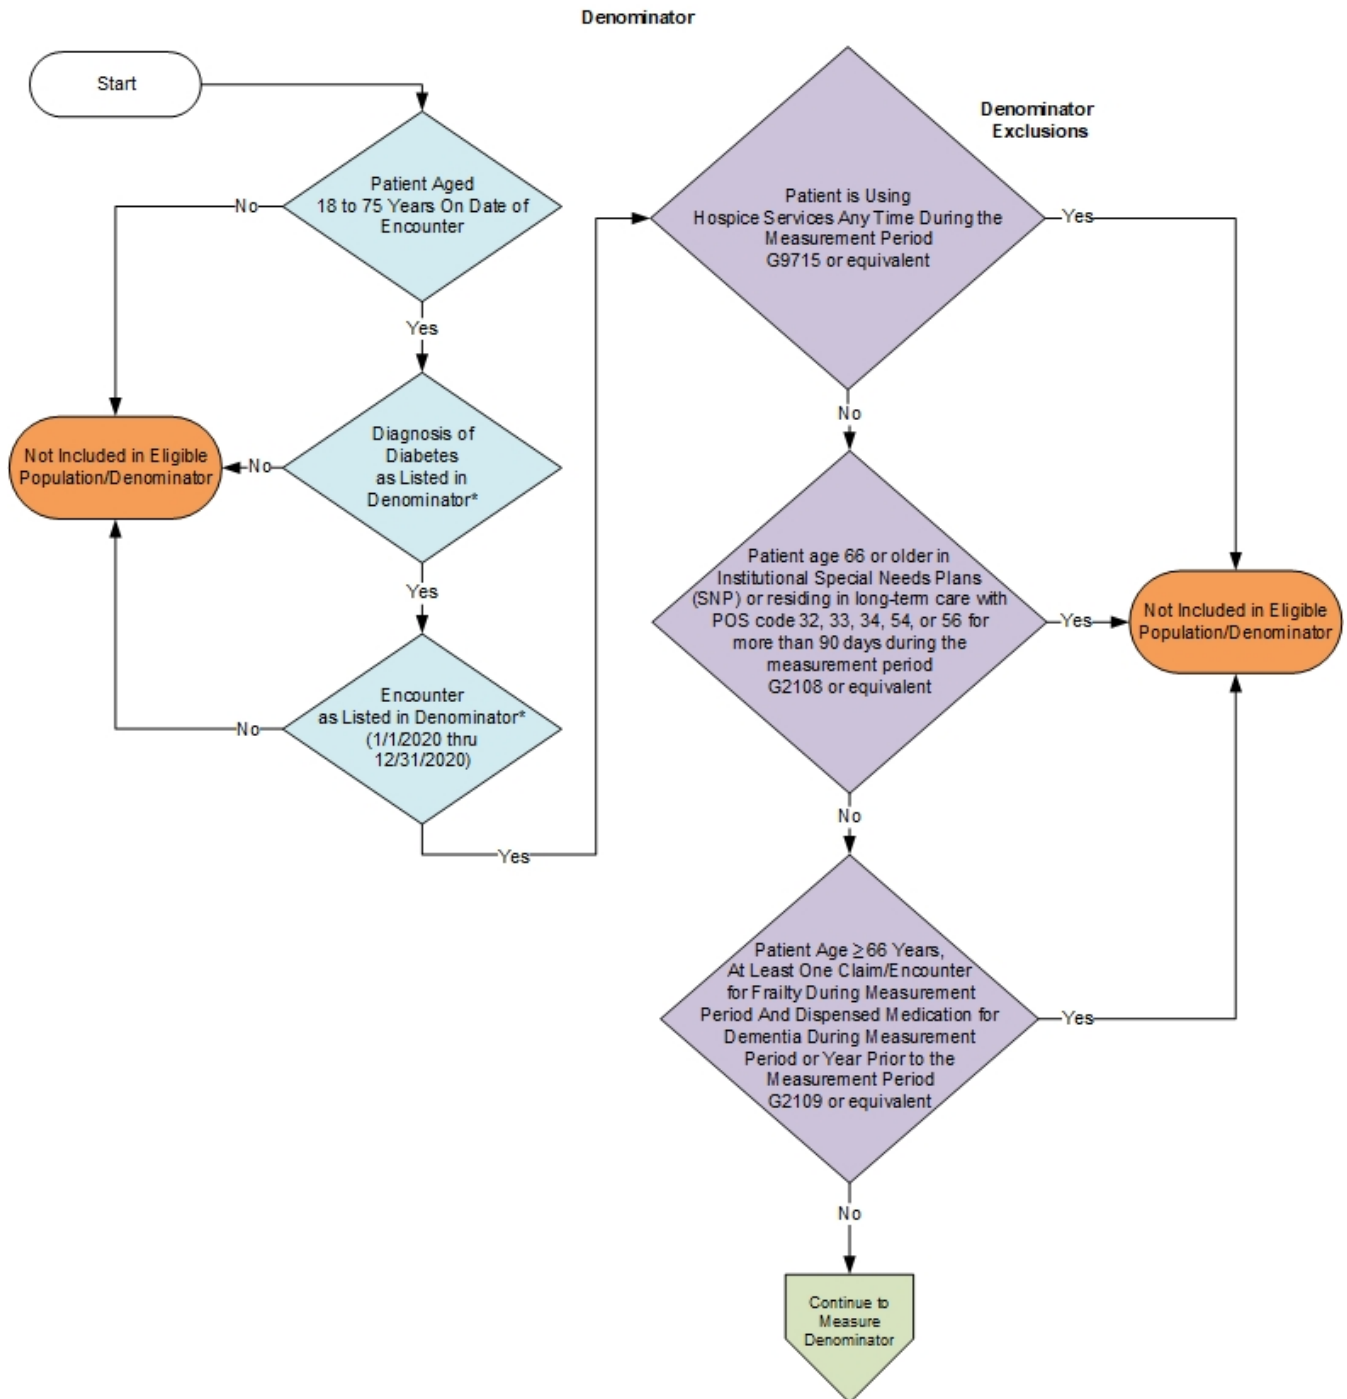 Denominator
Start
Patient Aged
18 to 75 Years On Date of
Encounter
No
Yes
Diagnosis of
Diabetes
as Listed in
Denominator*
No
Not Included in Eligible
Population/Denominator
Yes
Encounter
as Listed in Denominator*
(1/1/2020 thru
12/31/2020)
No
Yes
Denominator
Exclusions
Patient is Using
Hospice Services Any Time During the
Measurement Period
G9715 or equivalent
Yes
No
Patient age 66 or older in
Institutional Special Needs Plans
(SNP) or residing in long-term care with
POS code 32, 33, 34, 54, or 56 for
more than 90 days during the
measurement period
G2108 or equivalent
Yes
Not Included in Eligible
Population/Denominator
No
Patient Age ≥66 Years,
At Least One Claim/Encounter
for Frailty During Measurement
Period And Dispensed Medication for
Dementia During Measurement
Period or Year Prior to the
Measurement Period
G2109 or equivalent
Yes
No
Continue to
Measure
Denominator